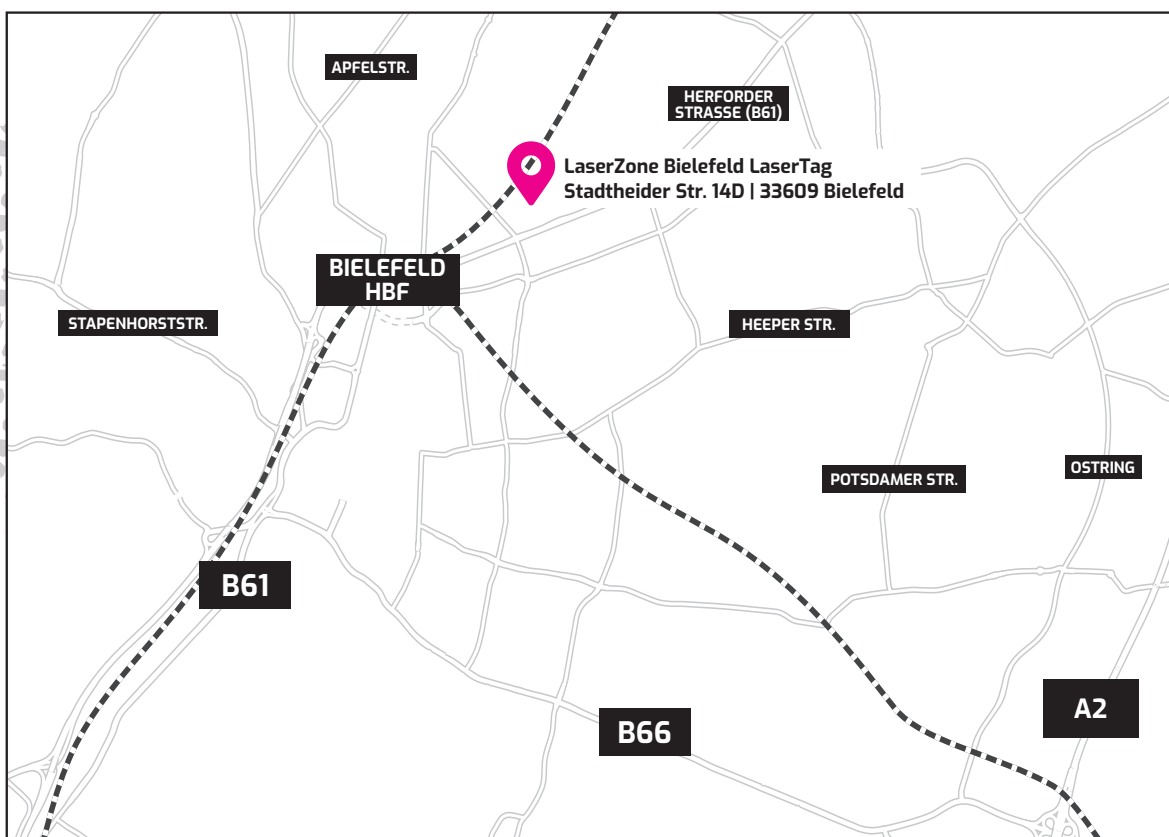 APFELSTR.
HERFORDER
STRASSE (B61)
LaserZone Bielefeld LaserTag
Stadtheider Str. 14D | 33609 Bielefeld
BIELEFELD
HBF
STAPENHORSTSTR.
HEEPER STR.
POTSDAMER STR.
OSTRING
B61
B66
A2